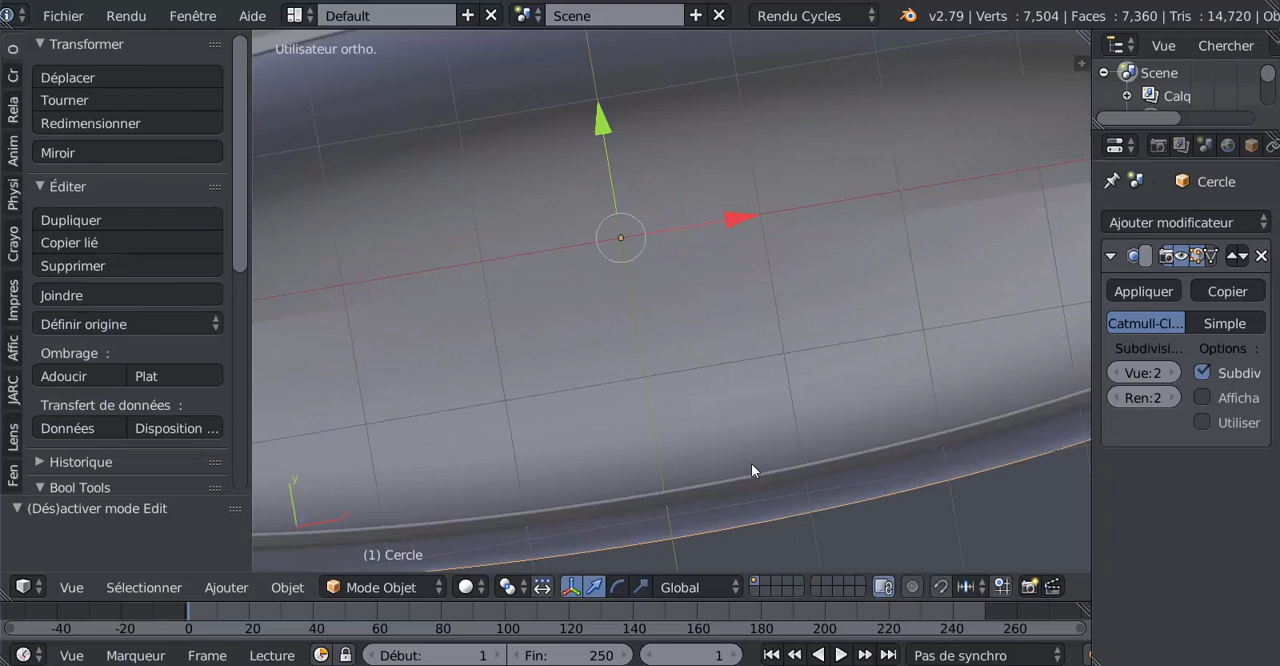 Fichier Rendu Fenêtre Aide Default Scene Rendu Cycles v2.79 | Verts : 7,504 | Faces : 7,360 | Tris : 14,720 | Ob
Transformer
Déplacer
Tourner
Redimensionner
Miroir
Éditer
Dupliquer
Copier lié
Supprimer
Joindre
Définir origine
Ombrage :
Adoucir Plat
Transfert de données :
Données Disposition ...
Historique
Bool Tools
(Dés)activer mode Edit
O
Cr
Rela
Anim
Physi
Crayo
Impres
Affic
JARC
Lens
Fen
Utilisateur ortho.
y
x
(1) Cercle
Vue Chercher
Scene
Calq
Cercle
Ajouter modificateur
Appliquer Copier
Catmull-Cl... Simple
Subdivisi... Options :
Vue:2 Subdiv
Ren:2 Afficha
Utiliser
Vue Sélectionner Ajouter Objet Mode Objet Global
-40 -20 0 20 40 60 80 100 120 140 160 180 200 220 240 260
Vue Marqueur Frame Lecture Début: 1 Fin: 250 1 Pas de synchro